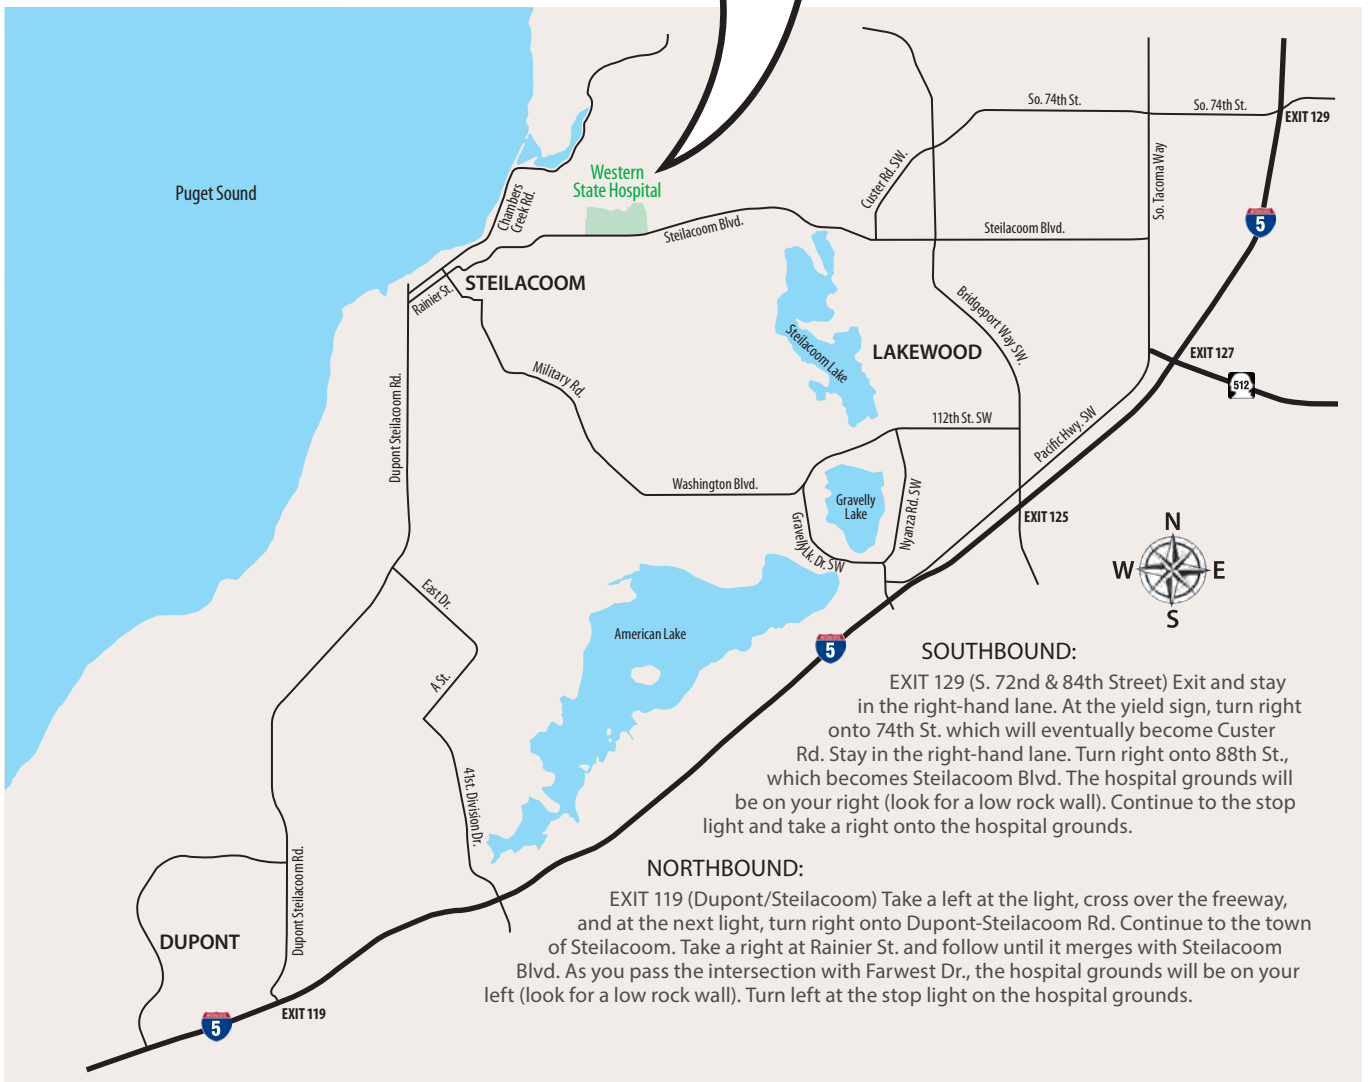 So. 74th St.
So. 74th St.
EXIT 129
Puget Sound
Western
State Hospital
Chambers
Creek Rd.
Custer Rd. SW.
So. Tacoma Way
INTERSTATE
5
Steilacoom Blvd.
Steilacoom Blvd.
STEILACOOM
Rainier St.
Bridgeport Way SW.
Steilacoom Lake
LAKEWOOD
EXIT 127
512
Military Rd.
Dupont Steilacoom Rd.
112th St. SW
Pacific Hwy. SW
Washington Blvd.
Gravelly
Lake
Nyanza Rd. SW
GravellyLk. Dr. SW
EXIT 125
N
W
E
S
East Dr.
American Lake
INTERSTATE
5
A St.
41st. Division Dr.
SOUTHBOUND:
EXIT 129 (S. 72nd & 84th Street) Exit and stay
in the right-hand lane. At the yield sign, turn right
onto 74th St. which will eventually become Custer
Rd. Stay in the right-hand lane. Turn right onto 88th St.,
which becomes Steilacoom Blvd. The hospital grounds will
be on your right (look for a low rock wall). Continue to the stop
light and take a right onto the hospital grounds.
NORTHBOUND:
EXIT 119 (Dupont/Steilacoom) Take a left at the light, cross over the freeway,
and at the next light, turn right onto Dupont-Steilacoom Rd. Continue to the town
of Steilacoom. Take a right at Rainier St. and follow until it merges with Steilacoom
Blvd. As you pass the intersection with Farwest Dr., the hospital grounds will be on your
left (look for a low rock wall). Turn left at the stop light on the hospital grounds.
Dupont Steilacoom Rd.
DUPONT
EXIT 119
INTERSTATE
5